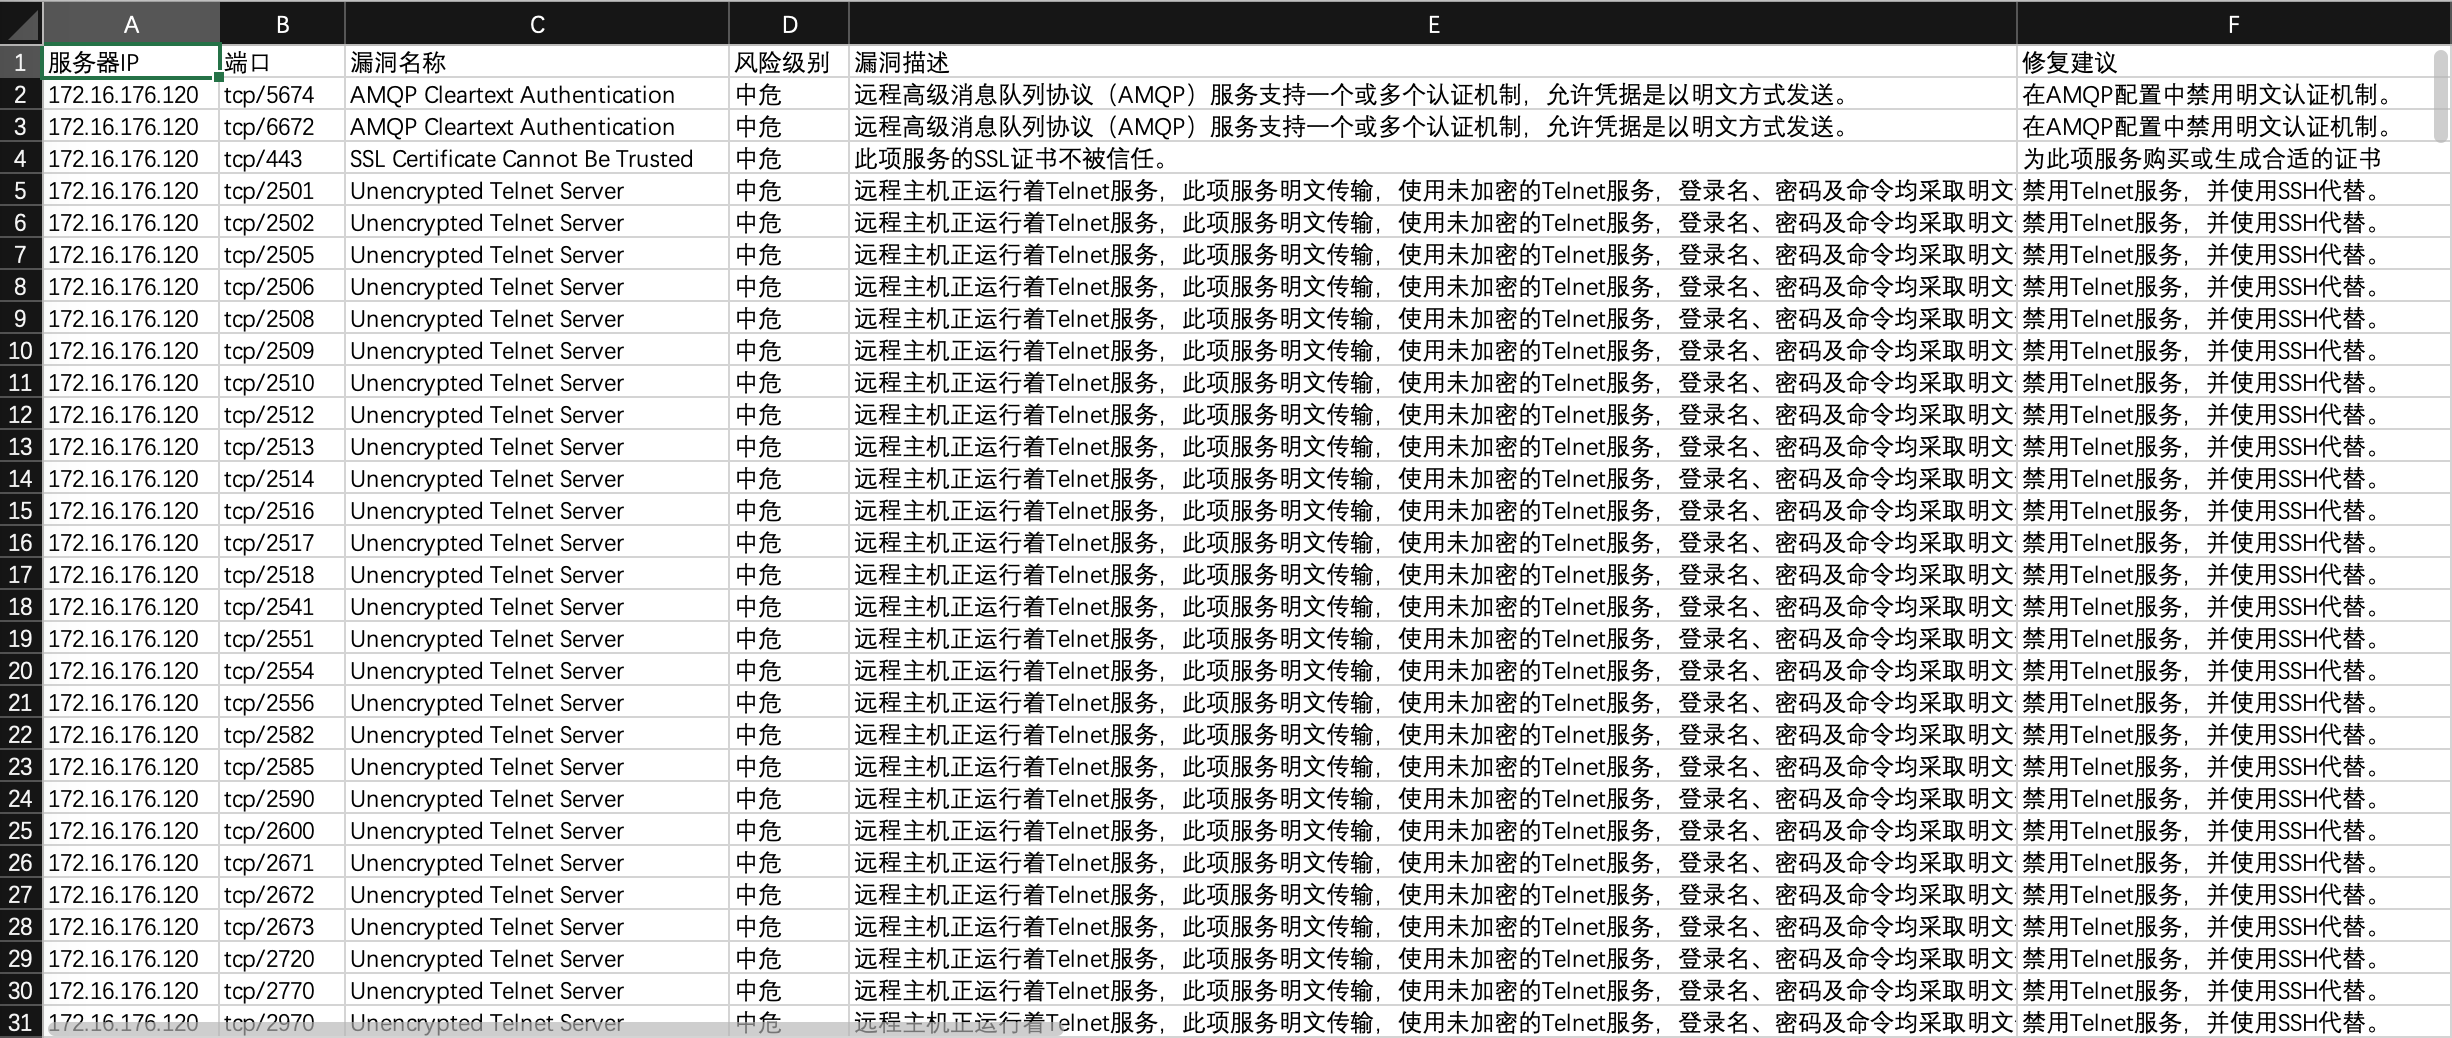 A B C D E F
1 服务器IP 端口 漏洞名称 风险级别 漏洞描述 修复建议
2 172.16.176.120 tcp/5674 AMQP Cleartext Authentication 中危 远程高级消息队列协议（AMQP）服务支持一个或多个认证机制，允许凭据是以明文方式发送。 在AMQP配置中禁用明文认证机制。
3 172.16.176.120 tcp/6672 AMQP Cleartext Authentication 中危 远程高级消息队列协议（AMQP）服务支持一个或多个认证机制，允许凭据是以明文方式发送。 在AMQP配置中禁用明文认证机制。
4 172.16.176.120 tcp/443 SSL Certificate Cannot Be Trusted 中危 此项服务的SSL证书不被信任。 为此项服务购买或生成合适的证书
5 172.16.176.120 tcp/2501 Unencrypted Telnet Server 中危 远程主机正运行着Telnet服务，此项服务明文传输，使用未加密的Telnet服务，登录名、密码及命令均采取明文 禁用Telnet服务，并使用SSH代替。
6 172.16.176.120 tcp/2502 Unencrypted Telnet Server 中危 远程主机正运行着Telnet服务，此项服务明文传输，使用未加密的Telnet服务，登录名、密码及命令均采取明文 禁用Telnet服务，并使用SSH代替。
7 172.16.176.120 tcp/2505 Unencrypted Telnet Server 中危 远程主机正运行着Telnet服务，此项服务明文传输，使用未加密的Telnet服务，登录名、密码及命令均采取明文 禁用Telnet服务，并使用SSH代替。
8 172.16.176.120 tcp/2506 Unencrypted Telnet Server 中危 远程主机正运行着Telnet服务，此项服务明文传输，使用未加密的Telnet服务，登录名、密码及命令均采取明文 禁用Telnet服务，并使用SSH代替。
9 172.16.176.120 tcp/2508 Unencrypted Telnet Server 中危 远程主机正运行着Telnet服务，此项服务明文传输，使用未加密的Telnet服务，登录名、密码及命令均采取明文 禁用Telnet服务，并使用SSH代替。
10 172.16.176.120 tcp/2509 Unencrypted Telnet Server 中危 远程主机正运行着Telnet服务，此项服务明文传输，使用未加密的Telnet服务，登录名、密码及命令均采取明文 禁用Telnet服务，并使用SSH代替。
11 172.16.176.120 tcp/2510 Unencrypted Telnet Server 中危 远程主机正运行着Telnet服务，此项服务明文传输，使用未加密的Telnet服务，登录名、密码及命令均采取明文 禁用Telnet服务，并使用SSH代替。
12 172.16.176.120 tcp/2512 Unencrypted Telnet Server 中危 远程主机正运行着Telnet服务，此项服务明文传输，使用未加密的Telnet服务，登录名、密码及命令均采取明文 禁用Telnet服务，并使用SSH代替。
13 172.16.176.120 tcp/2513 Unencrypted Telnet Server 中危 远程主机正运行着Telnet服务，此项服务明文传输，使用未加密的Telnet服务，登录名、密码及命令均采取明文 禁用Telnet服务，并使用SSH代替。
14 172.16.176.120 tcp/2514 Unencrypted Telnet Server 中危 远程主机正运行着Telnet服务，此项服务明文传输，使用未加密的Telnet服务，登录名、密码及命令均采取明文 禁用Telnet服务，并使用SSH代替。
15 172.16.176.120 tcp/2516 Unencrypted Telnet Server 中危 远程主机正运行着Telnet服务，此项服务明文传输，使用未加密的Telnet服务，登录名、密码及命令均采取明文 禁用Telnet服务，并使用SSH代替。
16 172.16.176.120 tcp/2517 Unencrypted Telnet Server 中危 远程主机正运行着Telnet服务，此项服务明文传输，使用未加密的Telnet服务，登录名、密码及命令均采取明文 禁用Telnet服务，并使用SSH代替。
17 172.16.176.120 tcp/2518 Unencrypted Telnet Server 中危 远程主机正运行着Telnet服务，此项服务明文传输，使用未加密的Telnet服务，登录名、密码及命令均采取明文 禁用Telnet服务，并使用SSH代替。
18 172.16.176.120 tcp/2541 Unencrypted Telnet Server 中危 远程主机正运行着Telnet服务，此项服务明文传输，使用未加密的Telnet服务，登录名、密码及命令均采取明文 禁用Telnet服务，并使用SSH代替。
19 172.16.176.120 tcp/2551 Unencrypted Telnet Server 中危 远程主机正运行着Telnet服务，此项服务明文传输，使用未加密的Telnet服务，登录名、密码及命令均采取明文 禁用Telnet服务，并使用SSH代替。
20 172.16.176.120 tcp/2554 Unencrypted Telnet Server 中危 远程主机正运行着Telnet服务，此项服务明文传输，使用未加密的Telnet服务，登录名、密码及命令均采取明文 禁用Telnet服务，并使用SSH代替。
21 172.16.176.120 tcp/2556 Unencrypted Telnet Server 中危 远程主机正运行着Telnet服务，此项服务明文传输，使用未加密的Telnet服务，登录名、密码及命令均采取明文 禁用Telnet服务，并使用SSH代替。
22 172.16.176.120 tcp/2582 Unencrypted Telnet Server 中危 远程主机正运行着Telnet服务，此项服务明文传输，使用未加密的Telnet服务，登录名、密码及命令均采取明文 禁用Telnet服务，并使用SSH代替。
23 172.16.176.120 tcp/2585 Unencrypted Telnet Server 中危 远程主机正运行着Telnet服务，此项服务明文传输，使用未加密的Telnet服务，登录名、密码及命令均采取明文 禁用Telnet服务，并使用SSH代替。
24 172.16.176.120 tcp/2590 Unencrypted Telnet Server 中危 远程主机正运行着Telnet服务，此项服务明文传输，使用未加密的Telnet服务，登录名、密码及命令均采取明文 禁用Telnet服务，并使用SSH代替。
25 172.16.176.120 tcp/2600 Unencrypted Telnet Server 中危 远程主机正运行着Telnet服务，此项服务明文传输，使用未加密的Telnet服务，登录名、密码及命令均采取明文 禁用Telnet服务，并使用SSH代替。
26 172.16.176.120 tcp/2671 Unencrypted Telnet Server 中危 远程主机正运行着Telnet服务，此项服务明文传输，使用未加密的Telnet服务，登录名、密码及命令均采取明文 禁用Telnet服务，并使用SSH代替。
27 172.16.176.120 tcp/2672 Unencrypted Telnet Server 中危 远程主机正运行着Telnet服务，此项服务明文传输，使用未加密的Telnet服务，登录名、密码及命令均采取明文 禁用Telnet服务，并使用SSH代替。
28 172.16.176.120 tcp/2673 Unencrypted Telnet Server 中危 远程主机正运行着Telnet服务，此项服务明文传输，使用未加密的Telnet服务，登录名、密码及命令均采取明文 禁用Telnet服务，并使用SSH代替。
29 172.16.176.120 tcp/2720 Unencrypted Telnet Server 中危 远程主机正运行着Telnet服务，此项服务明文传输，使用未加密的Telnet服务，登录名、密码及命令均采取明文 禁用Telnet服务，并使用SSH代替。
30 172.16.176.120 tcp/2770 Unencrypted Telnet Server 中危 远程主机正运行着Telnet服务，此项服务明文传输，使用未加密的Telnet服务，登录名、密码及命令均采取明文 禁用Telnet服务，并使用SSH代替。
31 172.16.176.120 tcp/2970 Unencrypted Telnet Server 中危 远程主机正运行着Telnet服务，此项服务明文传输，使用未加密的Telnet服务，登录名、密码及命令均采取明文 禁用Telnet服务，并使用SSH代替。